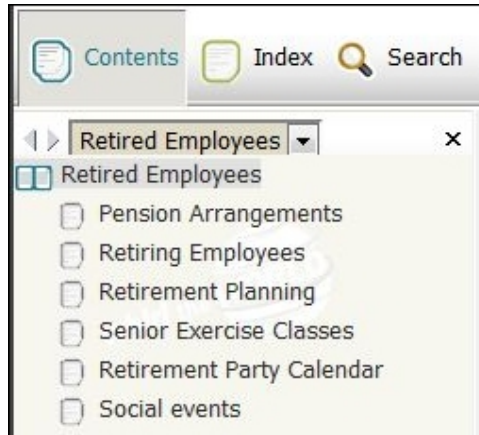 Contents Index Search
Retired Employees
Retired Employees
Pension Arrangements
Retiring Employees
Retirement Planning
Senior Exercise Classes
Retirement Party Calendar
Social events